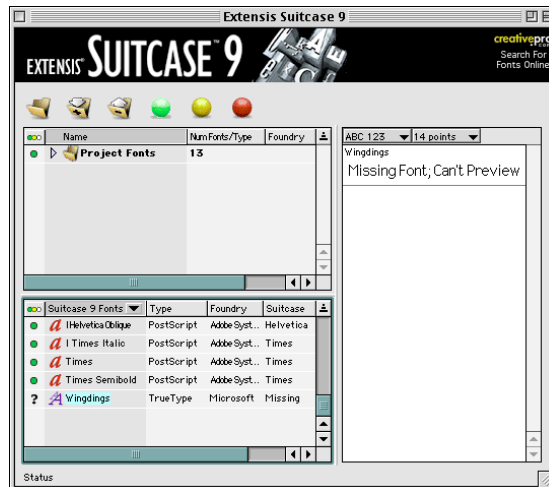 Extensis Suitcase 9
EXTENSIS SUITCASE™ 9
creativepro
Search For
Fonts Online
Name NumFonts/Type Foundry
Project Fonts 13
ABC 123 14 points
Wingdings
Missing Font; Can't Preview
Suitcase 9 Fonts Type Foundry Suitcase
I Helvetica Oblique PostScript Adobe Syst... Helvetica
I Times Italic PostScript Adobe Syst... Times
Times PostScript Adobe Syst... Times
Times Semibold PostScript Adobe Syst... Times
? Wingdings TrueType Microsoft Missing
Status